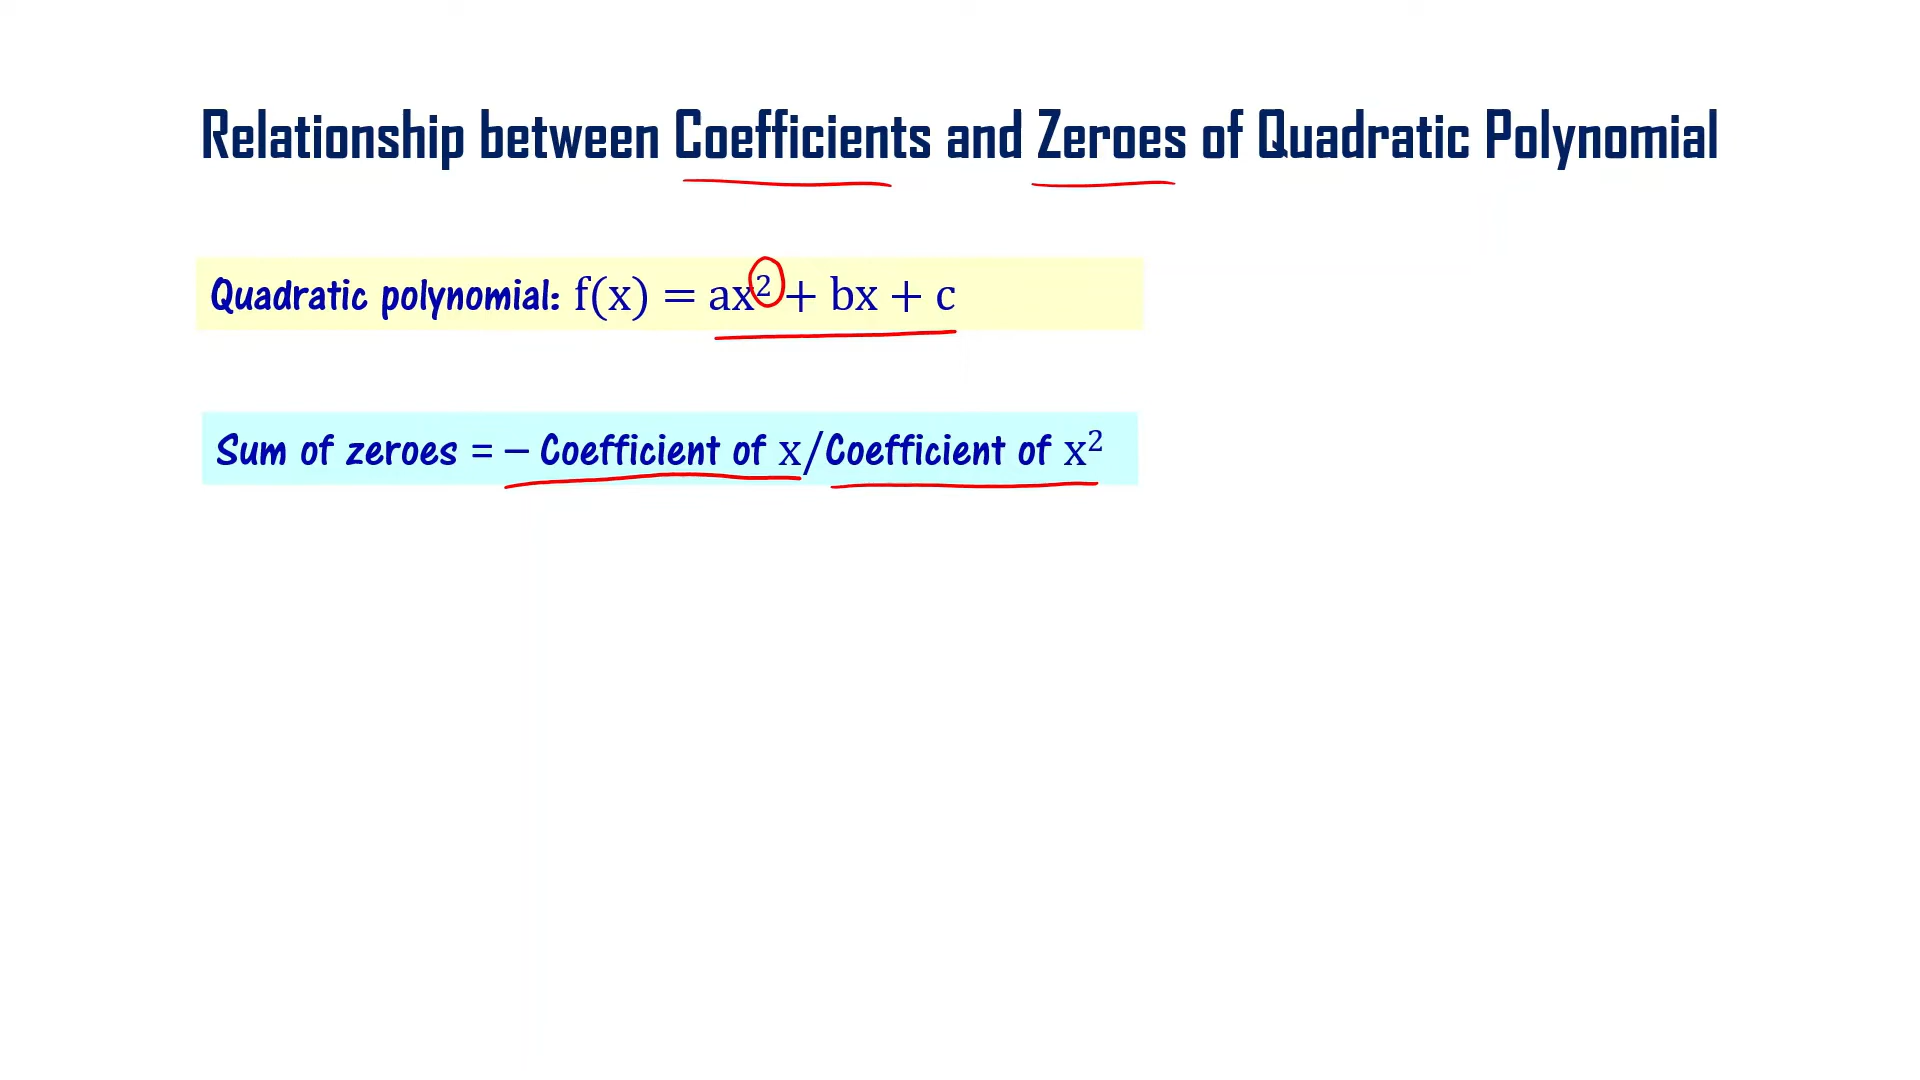 Relationship between Coefficients and Zeroes of Quadratic Polynomial
Quadratic polynomial: f(x) = ax² + bx + c
Sum of zeroes = – Coefficient of x/Coefficient of x²